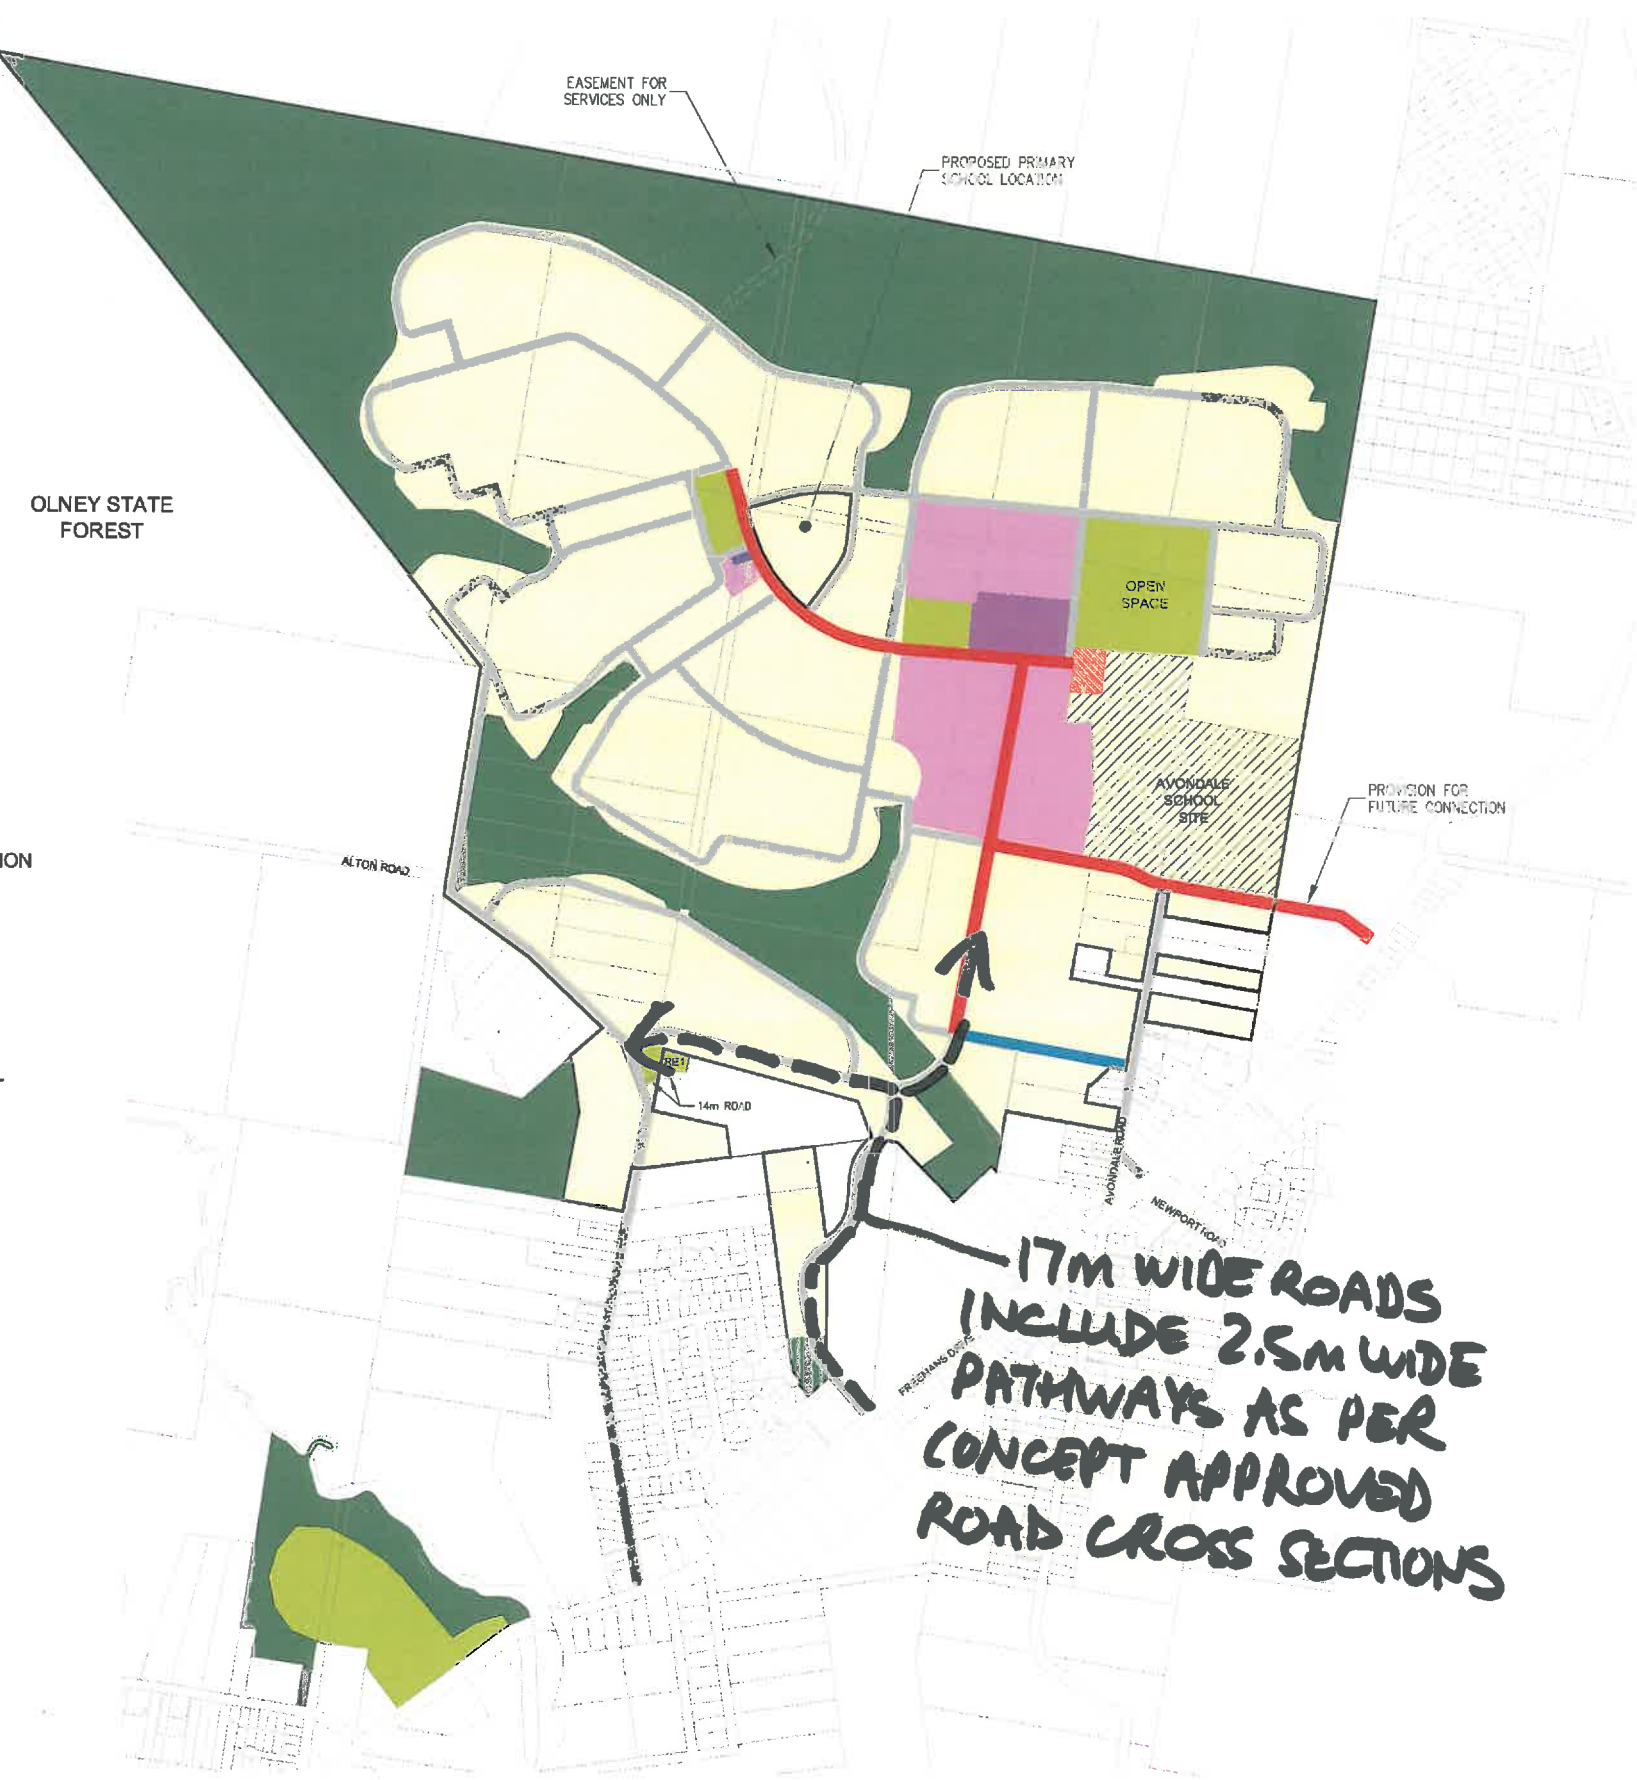 EASEMENT FOR
SERVICES ONLY
PROPOSED PRIMARY
SCHOOL LOCATION
OLNEY STATE
FOREST
OPEN
SPACE
AVONDALE
SCHOOL
SITE
PROVISION FOR
FUTURE CONNECTION
ION
ALTON ROAD
RE1
14m ROAD
AVONDALE ROAD
NEWPORT ROAD
FREEMANS DRIVE
17M WIDE ROADS
INCLUDE 2.5M WIDE
PATHWAYS AS PER
CONCEPT APPROVED
ROAD CROSS SECTIONS